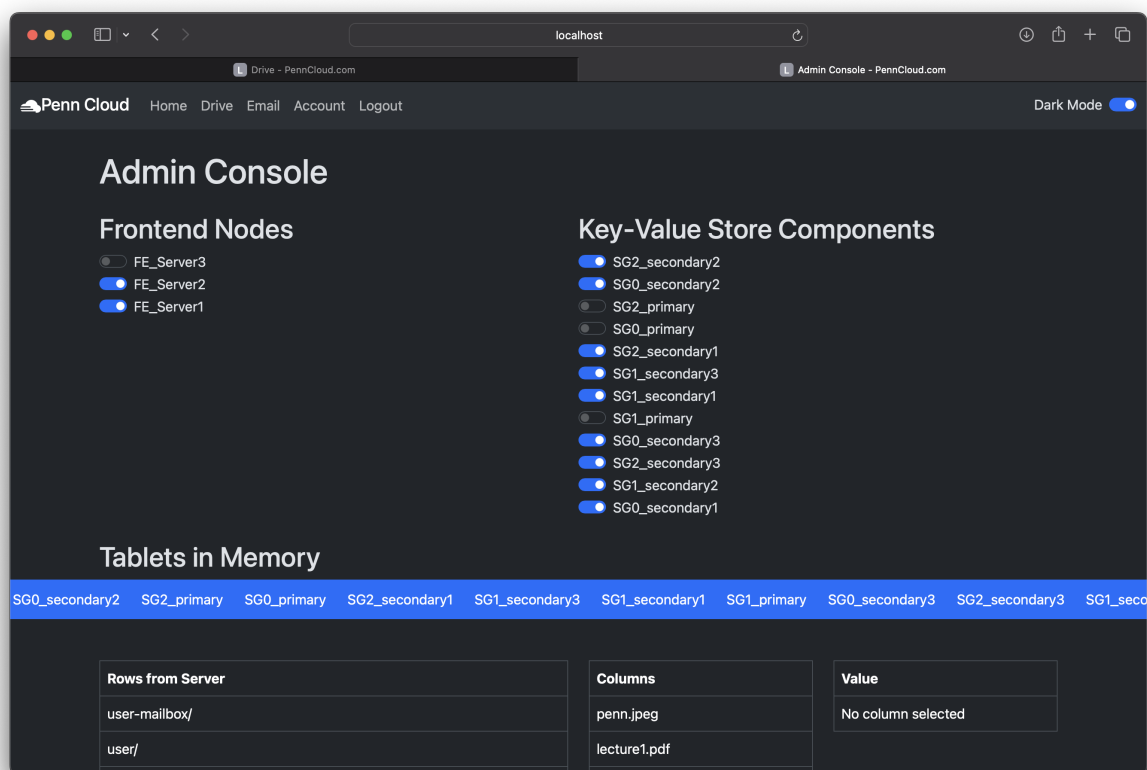 localhost
L Drive - PennCloud.com
L Admin Console - PennCloud.com
Penn Cloud Home Drive Email Account Logout Dark Mode
Admin Console
Frontend Nodes
FE_Server3
FE_Server2
FE_Server1
Key-Value Store Components
SG2_secondary2
SG0_secondary2
SG2_primary
SG0_primary
SG2_secondary1
SG1_secondary3
SG1_secondary1
SG1_primary
SG0_secondary3
SG2_secondary3
SG1_secondary2
SG0_secondary1
Tablets in Memory
SG0_secondary2 SG2_primary SG0_primary SG2_secondary1 SG1_secondary3 SG1_secondary1 SG1_primary SG0_secondary3 SG2_secondary3 SG1_seco
Rows from Server Columns Value
user-mailbox/ penn.jpeg No column selected
user/ lecture1.pdf